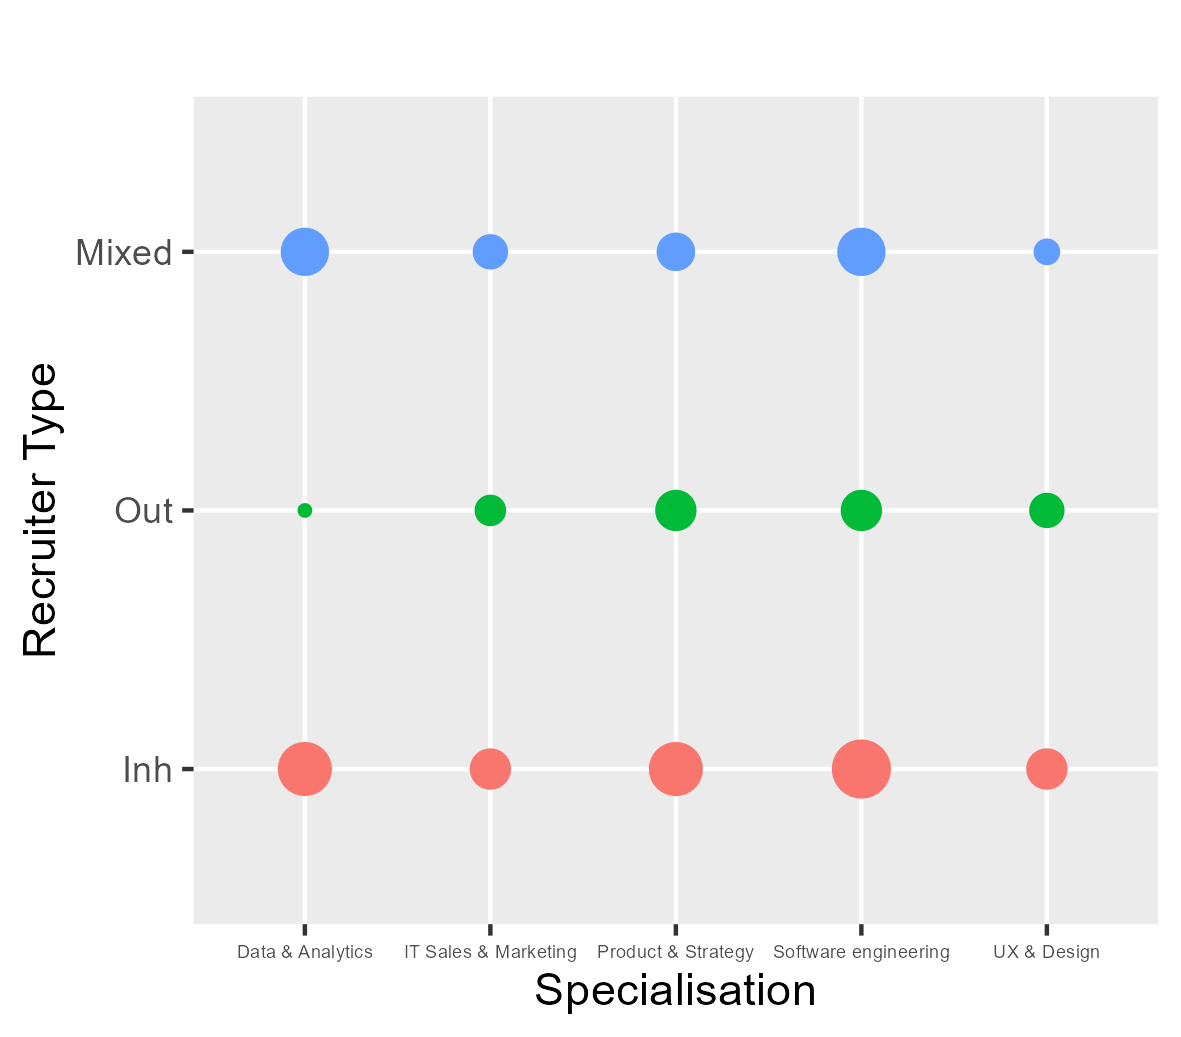 Mixed
Out
Inh
Recruiter Type
Data & Analytics IT Sales & Marketing Product & Strategy Software engineering UX & Design
Specialisation